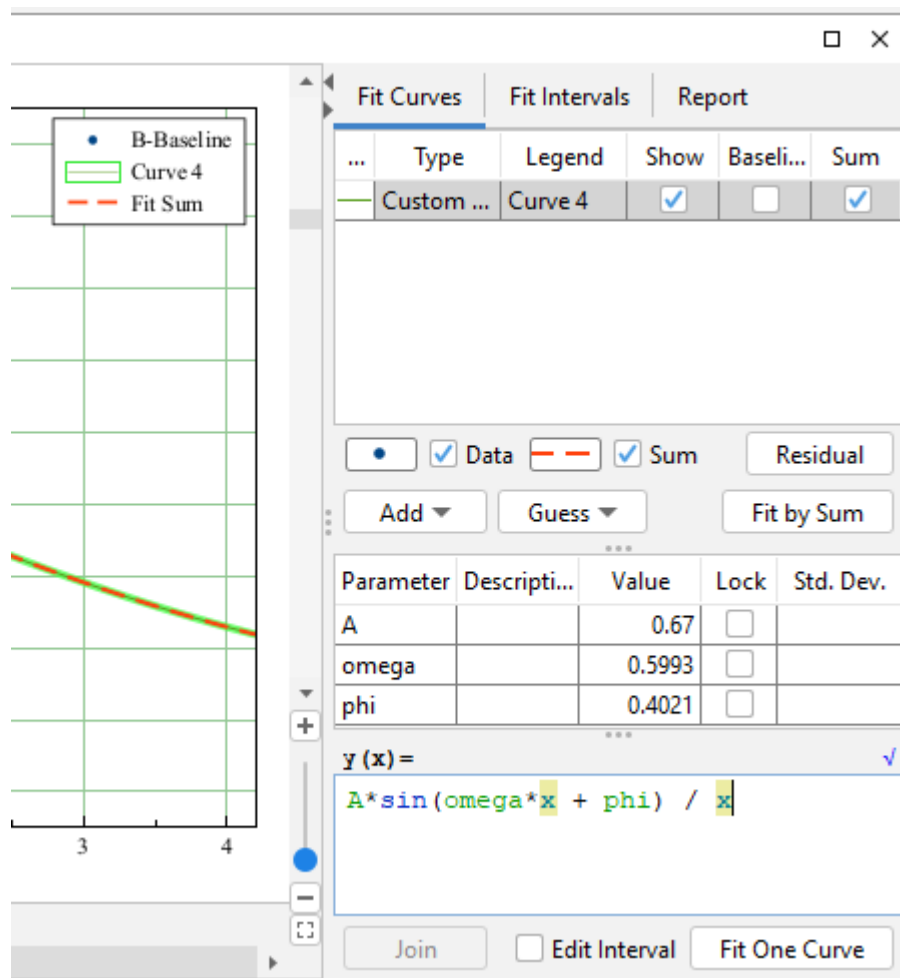 Fit Curves Fit Intervals Report
B-Baseline
Curve 4
Fit Sum
... Type Legend Show Baseli... Sum
Custom ... Curve 4
Data Sum Residual
Add Guess Fit by Sum
Parameter Descripti... Value Lock Std. Dev.
A 0.67
omega 0.5993
phi 0.4021
y(x)= √
A*sin(omega*x + phi) / x
3 4
Join Edit Interval Fit One Curve